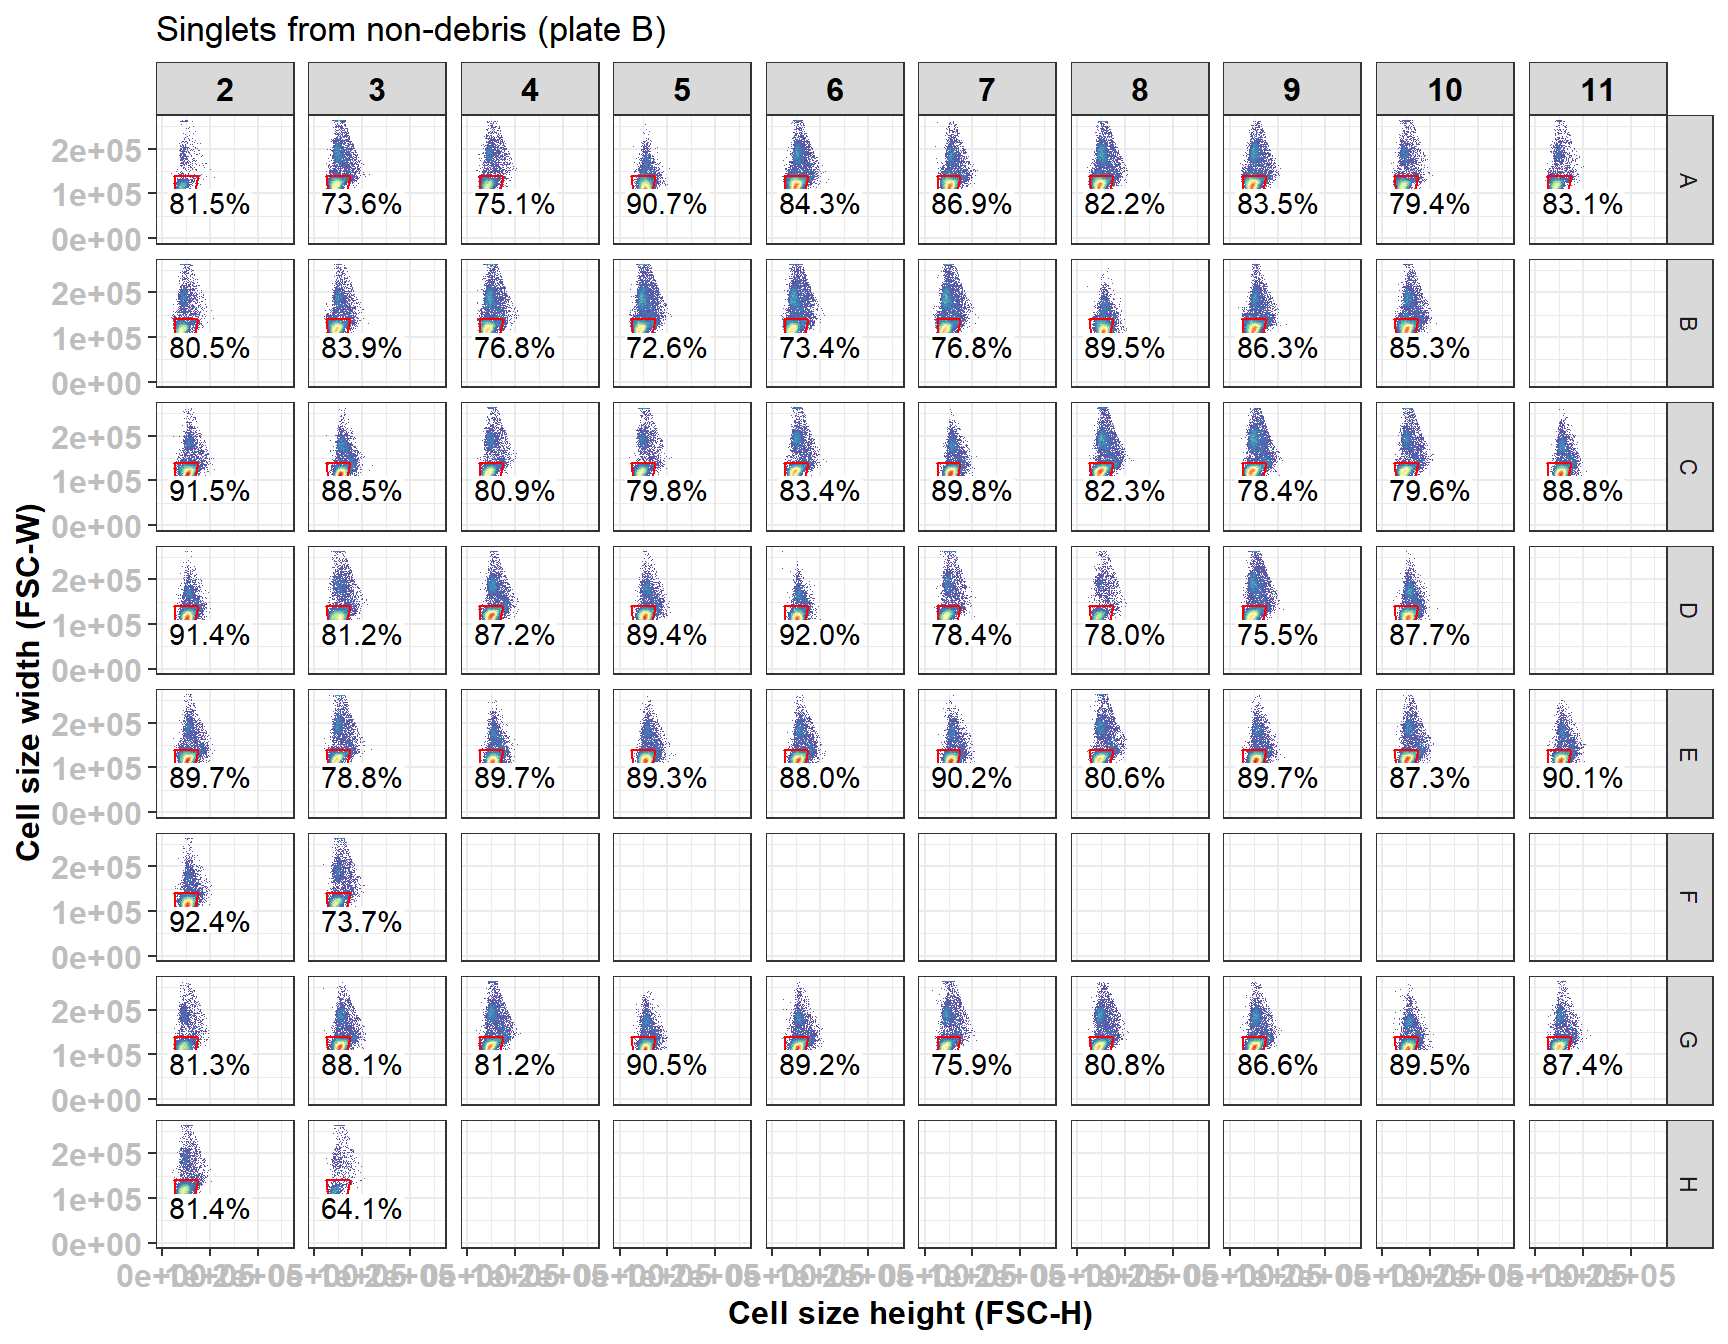 Singlets from non-debris (plate B)
2 3 4 5 6 7 8 9 10 11
2e+05
1e+05
0e+00
81.5% 73.6% 75.1% 90.7% 84.3% 86.9% 82.2% 83.5% 79.4% 83.1%
A
2e+05
1e+05
0e+00
80.5% 83.9% 76.8% 72.6% 73.4% 76.8% 89.5% 86.3% 85.3%
B
2e+05
1e+05
0e+00
91.5% 88.5% 80.9% 79.8% 83.4% 89.8% 82.3% 78.4% 79.6% 88.8%
C
2e+05
1e+05
0e+00
91.4% 81.2% 87.2% 89.4% 92.0% 78.4% 78.0% 75.5% 87.7%
D
2e+05
1e+05
0e+00
89.7% 78.8% 89.7% 89.3% 88.0% 90.2% 80.6% 89.7% 87.3% 90.1%
E
2e+05
1e+05
0e+00
92.4% 73.7%
F
2e+05
1e+05
0e+00
81.3% 88.1% 81.2% 90.5% 89.2% 75.9% 80.8% 86.6% 89.5% 87.4%
G
2e+05
1e+05
0e+00
81.4% 64.1%
H
Cell size width (FSC-W)
0e+00 1e+05 2e+05 0e+00 1e+05 2e+05 0e+00 1e+05 2e+05 0e+00 1e+05 2e+05 0e+00 1e+05 2e+05 0e+00 1e+05 2e+05 0e+00 1e+05 2e+05 0e+00 1e+05 2e+05 0e+00 1e+05 2e+05 0e+00 1e+05 2e+05
Cell size height (FSC-H)